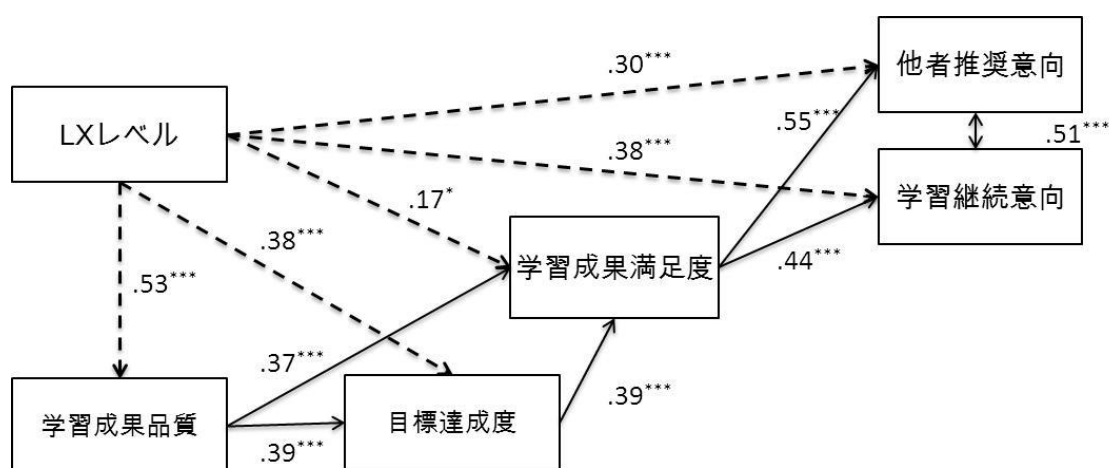 他者推奨意向
.30***
LXレベル
.55***
.51***
.38***
学習継続意向
.17*
.38***
学習成果満足度
.44***
.53***
.37***
.39***
学習成果品質
目標達成度
.39***